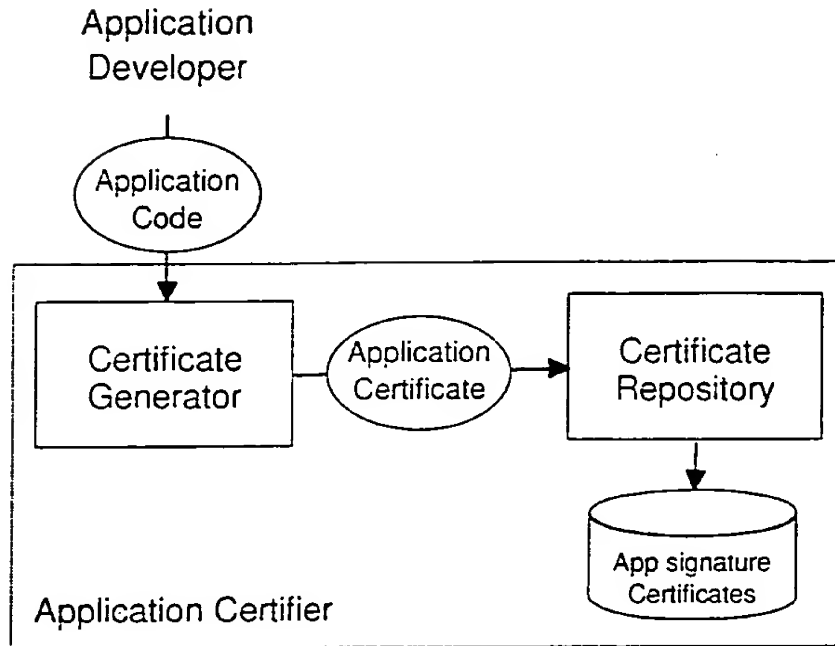 Application
Developer
Application
Code
Certificate
Generator
Application
Certificate
Certificate
Repository
App signature
Certificates
Application Certifier